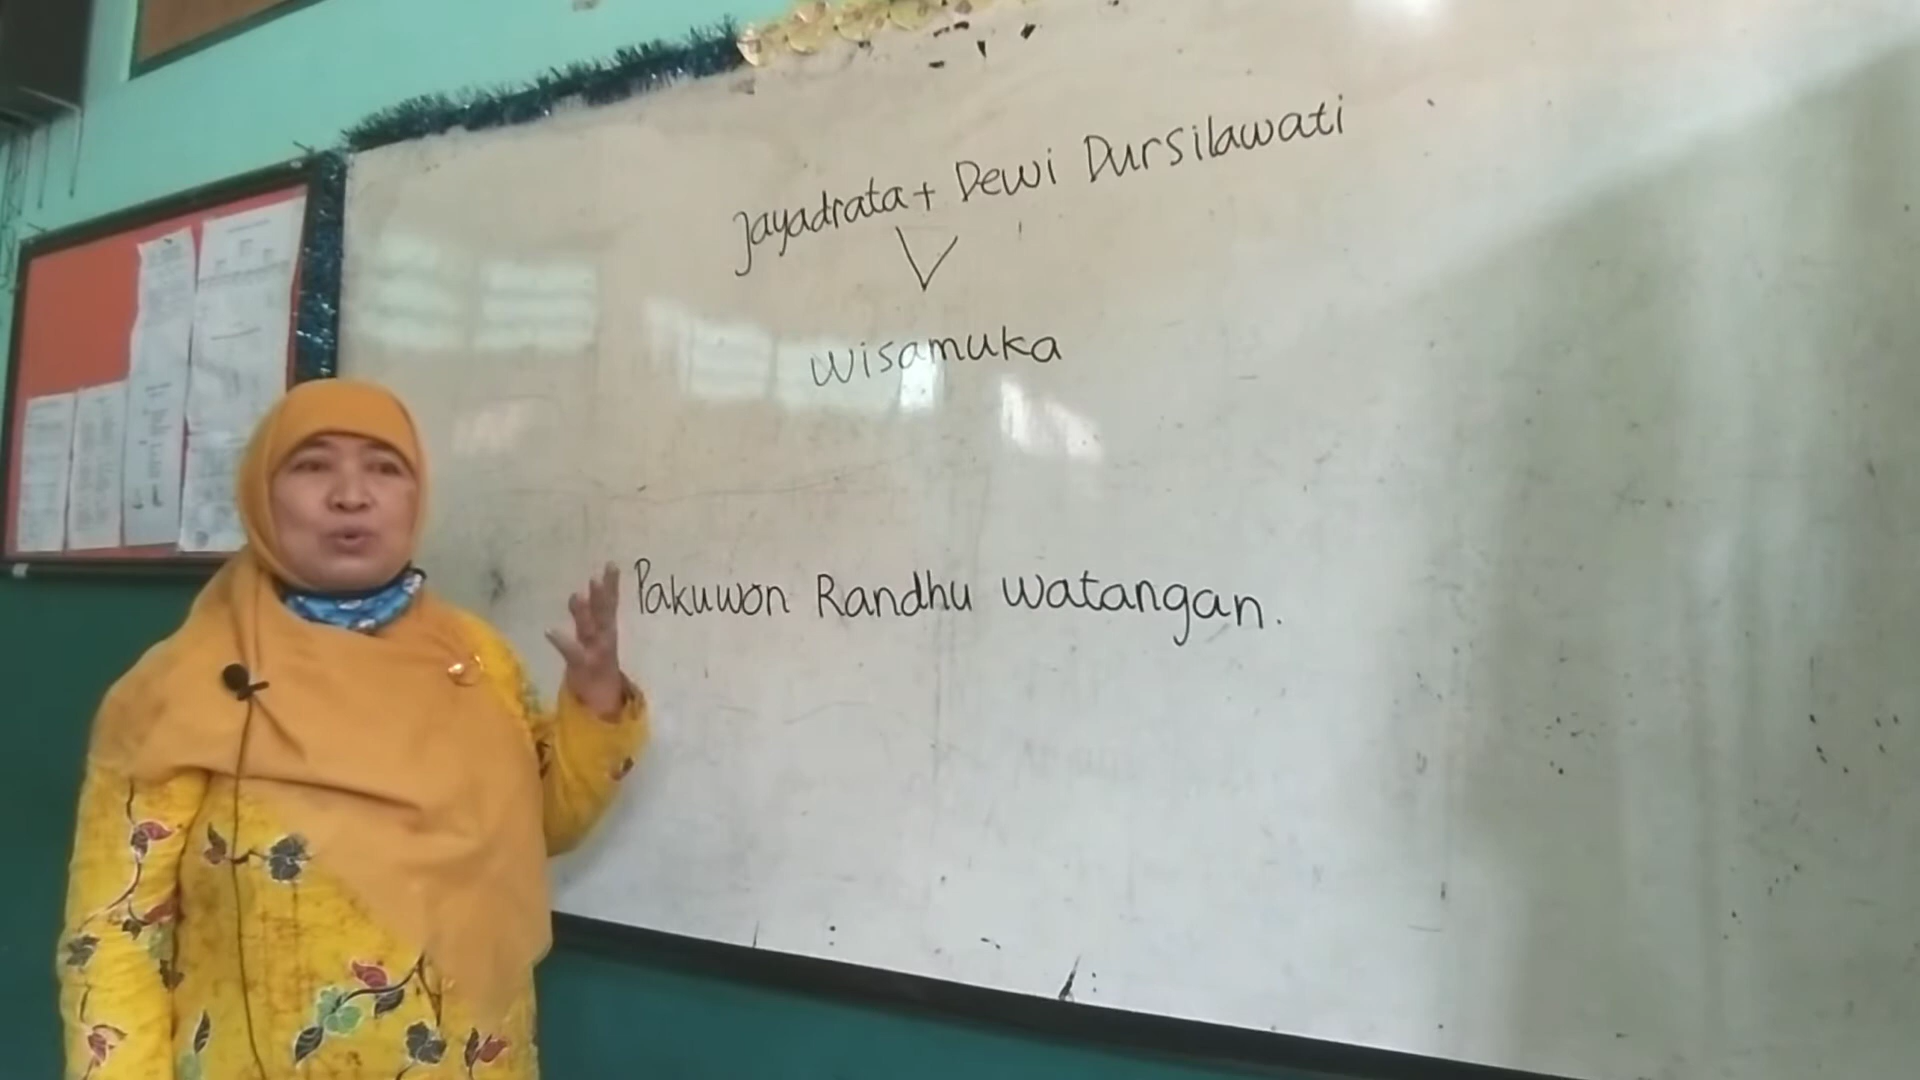 Jayadrata + Dewi Dursilawati
Wisamuka
Pakuwon Randhu Watangan.